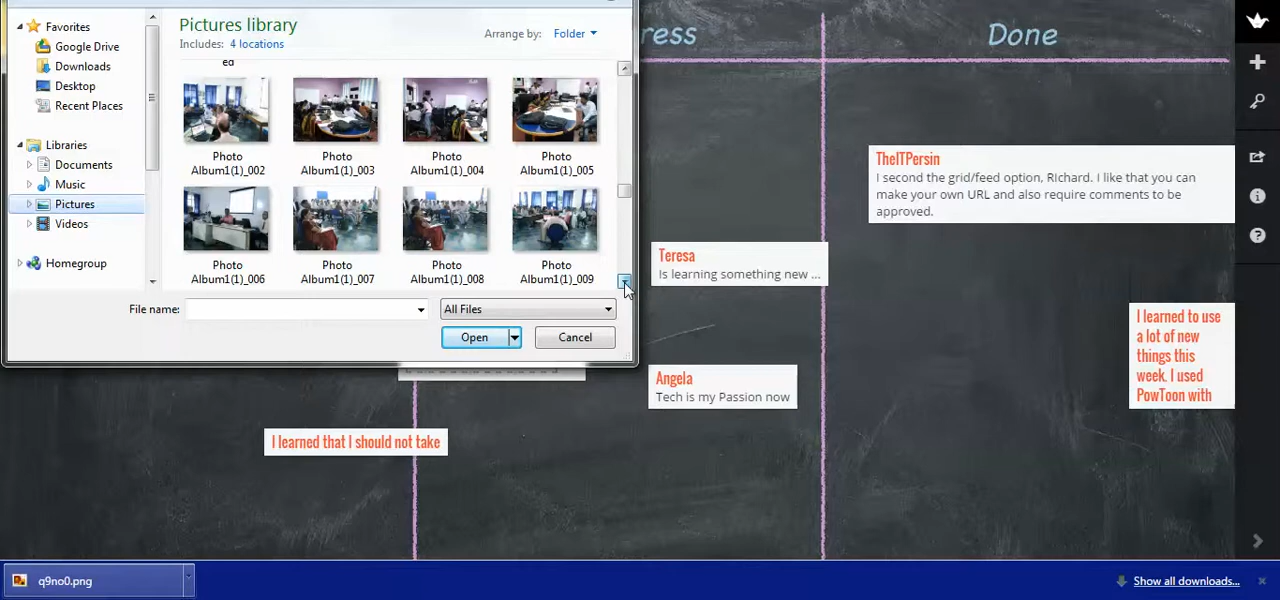 Favorites
Google Drive
Downloads
Desktop
Recent Places
Libraries
Documents
Music
Pictures
Videos
Homegroup
Pictures library
Includes: 4 locations
Arrange by: Folder
ed
Photo Album1(1)_002
Photo Album1(1)_003
Photo Album1(1)_004
Photo Album1(1)_005
Photo Album1(1)_006
Photo Album1(1)_007
Photo Album1(1)_008
Photo Album1(1)_009
File name:
All Files
Open
Cancel
ress
Done
TheITPersin
I second the grid/feed option, RIchard. I like that you can
make your own URL and also require comments to be
approved.
Teresa
Is learning something new ...
I learned to use
a lot of new
things this
week. I used
PowToon with
Angela
Tech is my Passion now
I learned that I should not take
q9no0.png
Show all downloads...